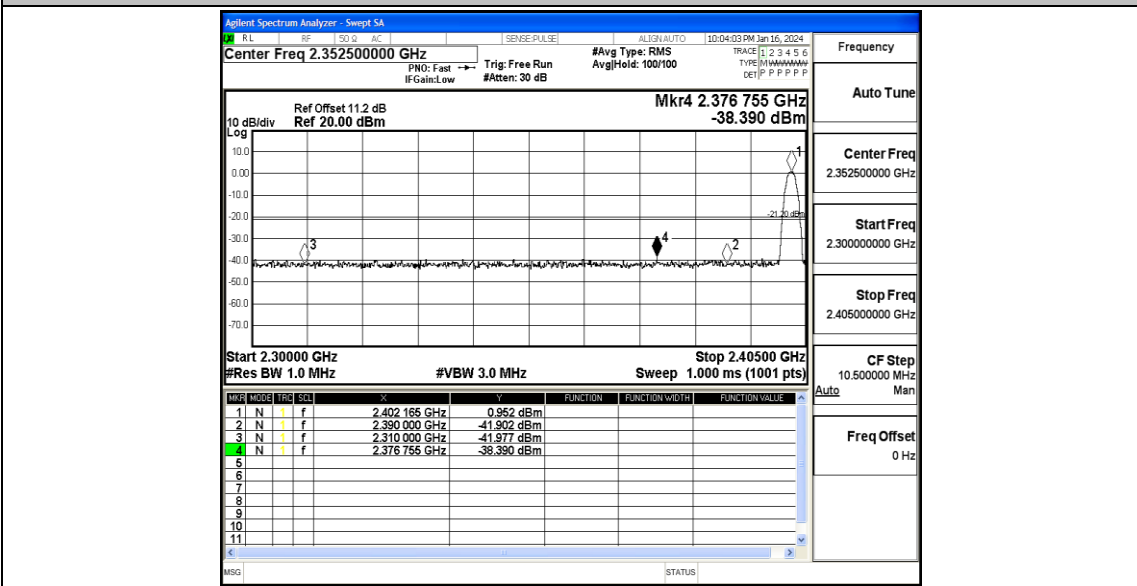 Agilent Spectrum Analyzer - Swept SA
RL RF 50 Ω AC SENSE:PULSE ALIGN AUTO 10:04:03 PM Jan 16, 2024
Center Freq 2.352500000 GHz
PNO: Fast
IFGain:Low
Trig: Free Run
#Atten: 30 dB
#Avg Type: RMS
Avg|Hold: 100/100
TRACE 1 2 3 4 5 6
TYPE M
DET P P P P P P
Frequency
Auto Tune
Center Freq
2.352500000 GHz
Start Freq
2.300000000 GHz
Stop Freq
2.405000000 GHz
CF Step
10.500000 MHz
Auto Man
Freq Offset
0 Hz
Mkr4 2.376 755 GHz
-38.390 dBm
Ref Offset 11.2 dB
10 dB/div Ref 20.00 dBm
Log
10.0
0.00
-10.0
-20.0
-30.0
-40.0
-50.0
-60.0
-70.0
1
-21.20 dBm
3
4
2
Start 2.30000 GHz Stop 2.40500 GHz
#Res BW 1.0 MHz #VBW 3.0 MHz Sweep 1.000 ms (1001 pts)
MKR MODE TRC SCL X Y FUNCTION FUNCTION WIDTH FUNCTION VALUE
1 N 1 f 2.402 165 GHz 0.952 dBm
2 N 1 f 2.390 000 GHz -41.902 dBm
3 N 1 f 2.310 000 GHz -41.977 dBm
4 N 1 f 2.376 755 GHz -38.390 dBm
5
6
7
8
9
10
11
MSG STATUS